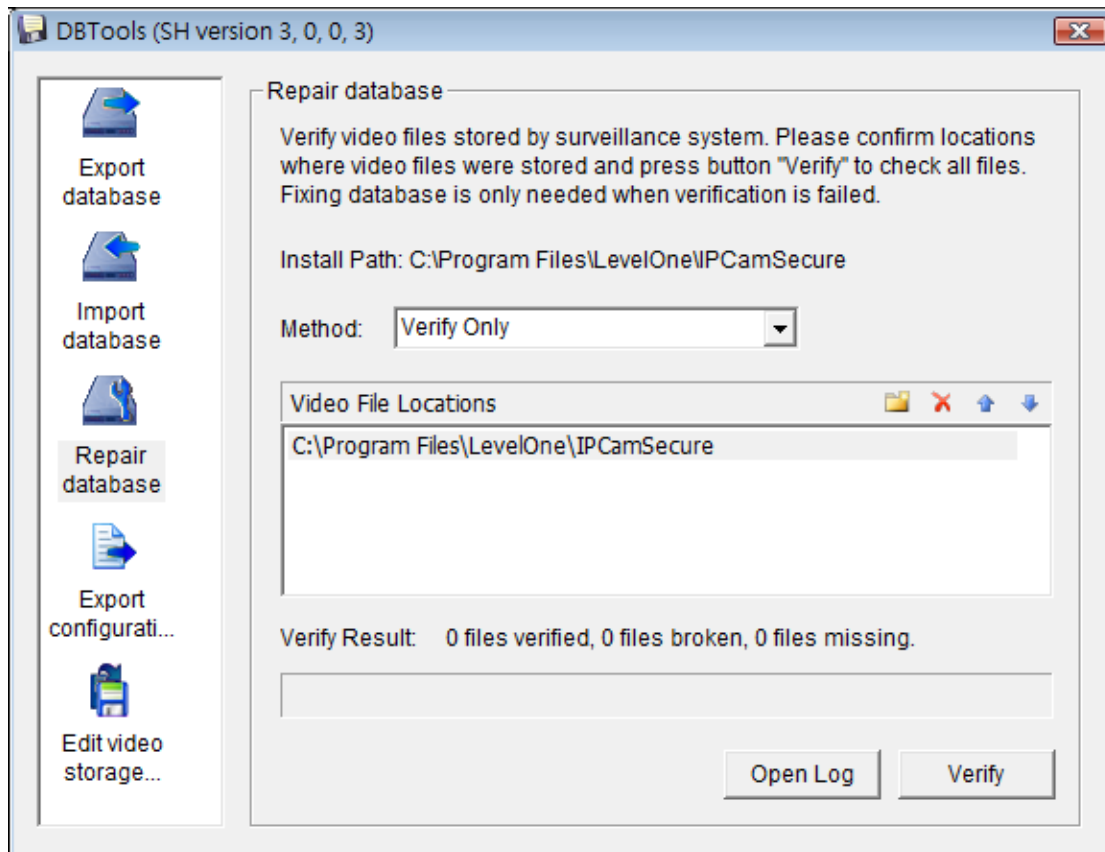 DBTools (SH version 3, 0, 0, 3)
Export
database
Import
database
Repair
database
Export
configurati...
Edit video
storage...
Repair database
Verify video files stored by surveillance system. Please confirm locations
where video files were stored and press button "Verify" to check all files.
Fixing database is only needed when verification is failed.
Install Path: C:\Program Files\LevelOne\IPCamSecure
Method: Verify Only
Video File Locations
C:\Program Files\LevelOne\IPCamSecure
Verify Result: 0 files verified, 0 files broken, 0 files missing.
Open Log Verify